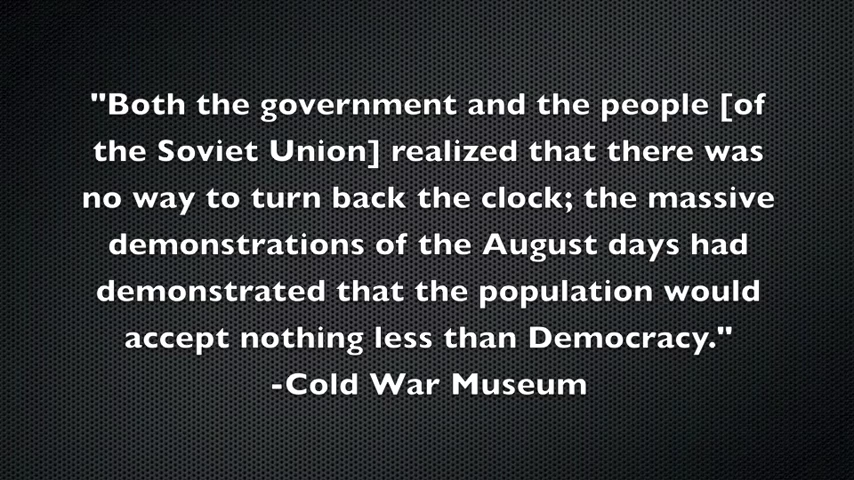 "Both the government and the people [of
the Soviet Union] realized that there was
no way to turn back the clock; the massive
demonstrations of the August days had
demonstrated that the population would
accept nothing less than Democracy."
-Cold War Museum